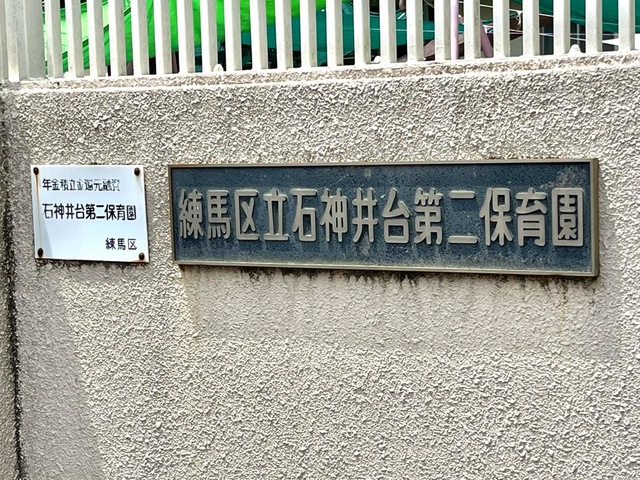 年金積立金還元融資
石神井台第二保育園
練馬区
練馬区立石神井台第二保育園